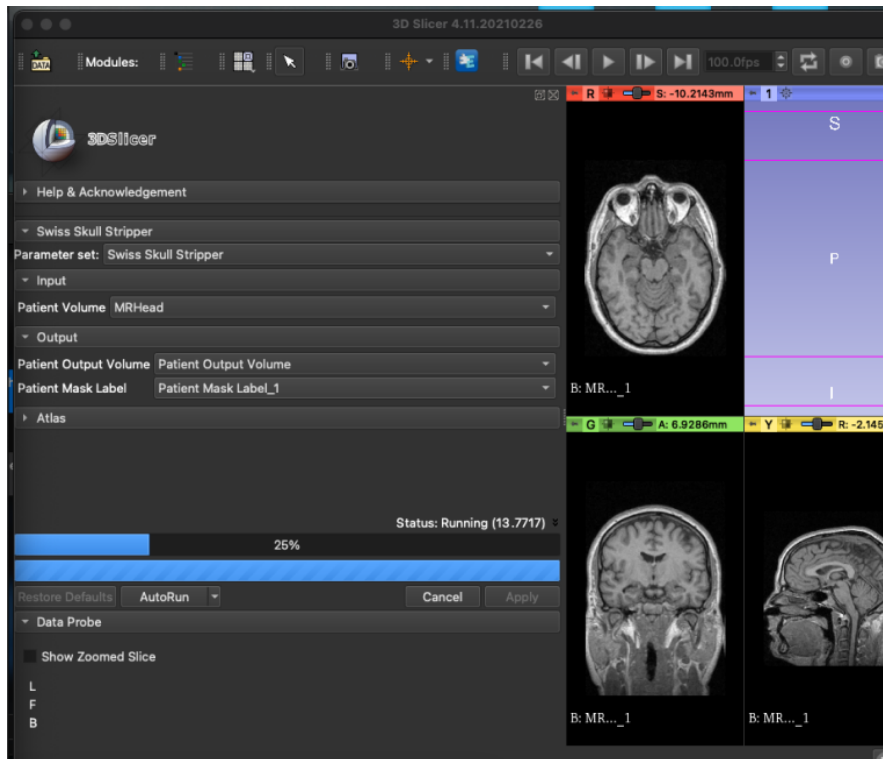 3D Slicer 4.11.20210226
DATA
Modules:
100.0fps
3DSlicer
Help & Acknowledgement
Swiss Skull Stripper
Parameter set: Swiss Skull Stripper
Input
Patient Volume MRHead
Output
Patient Output Volume Patient Output Volume
Patient Mask Label Patient Mask Label_1
Atlas
Status: Running (13.7717)
25%
Restore Defaults AutoRun Cancel Apply
Data Probe
Show Zoomed Slice
L
F
B
R S: -10.2143mm
B: MR..._1
1
S
P
I
G A: 6.9286mm
B: MR..._1
Y R: -2.145
B: MR..._1